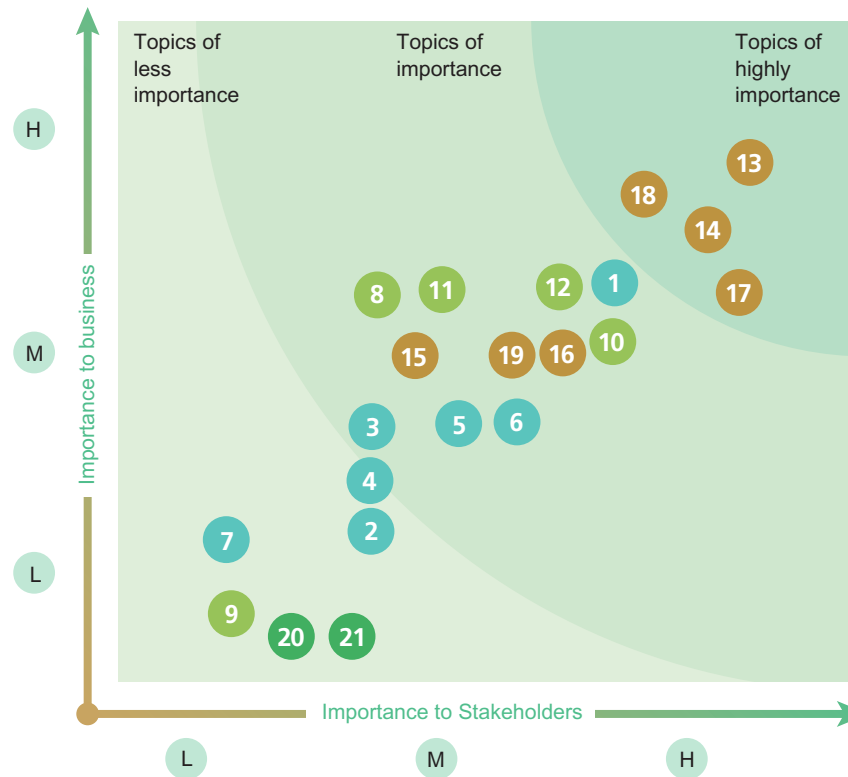 Topics of
less
importance
Topics of
importance
Topics of
highly
importance
H
13
18
14
8
11
12
1
17
Importance to business
M
15
19
16
10
3
5
6
4
7
2
L
9
20
21
Importance to Stakeholders
L
M
H